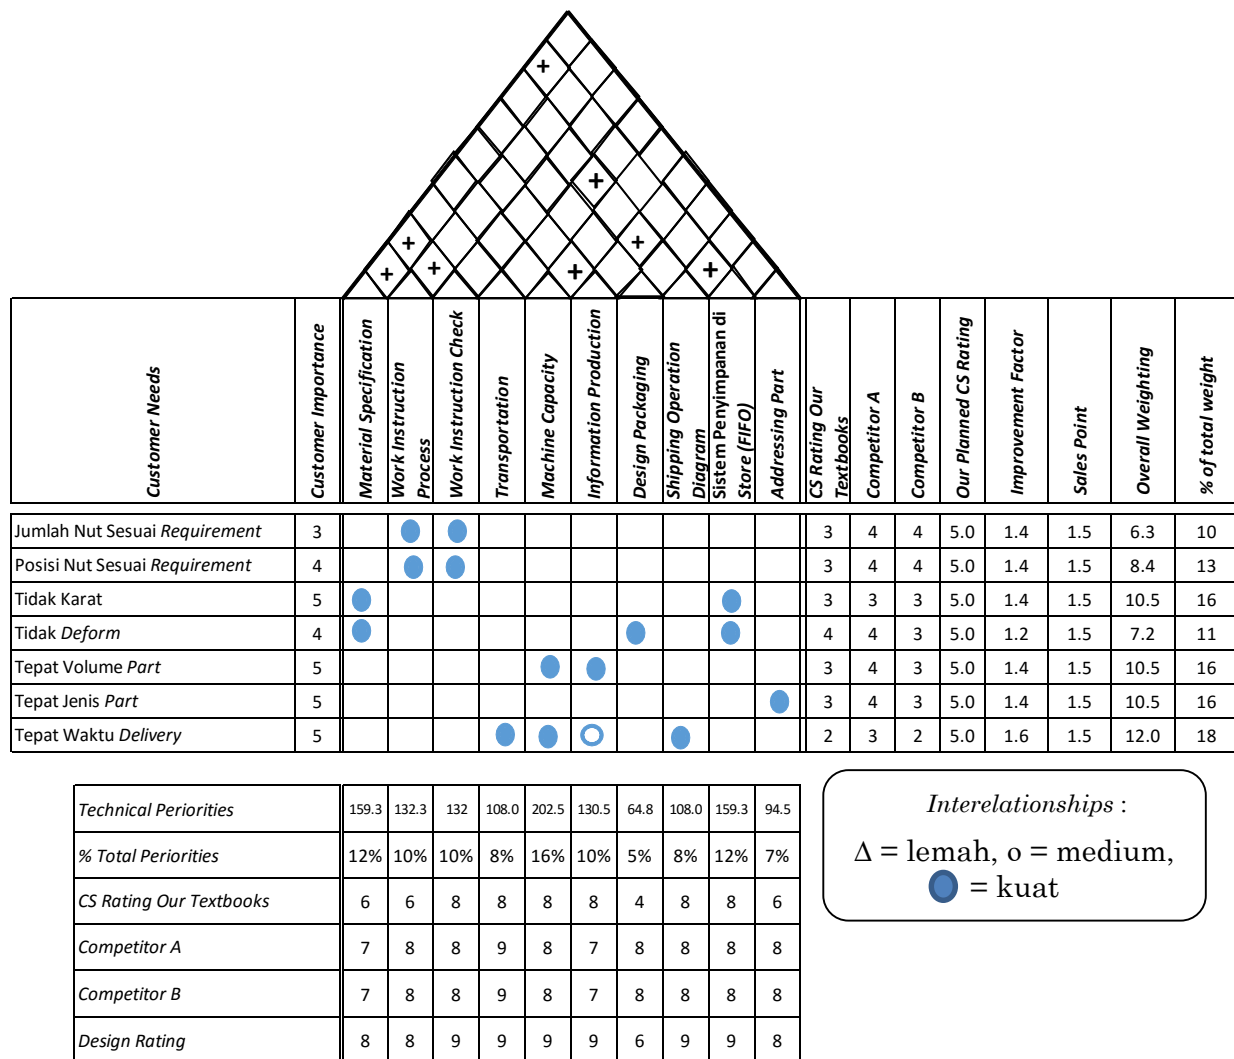 +
+
+ +
+ + + +
Customer Needs
Customer Importance
Material Specification
Work Instruction Process
Work Instruction Check
Transportation
Machine Capacity
Information Production
Design Packaging
Shipping Operation Diagram
Sistem Penyimpanan di Store (FIFO)
Addressing Part
CS Rating Our Textbooks
Competitor A
Competitor B
Our Planned CS Rating
Improvement Factor
Sales Point
Overall Weighting
% of total weight
Jumlah Nut Sesuai Requirement 3 3 4 4 5.0 1.4 1.5 6.3 10
Posisi Nut Sesuai Requirement 4 3 4 4 5.0 1.4 1.5 8.4 13
Tidak Karat 5 3 3 3 5.0 1.4 1.5 10.5 16
Tidak Deform 4 4 4 3 5.0 1.2 1.5 7.2 11
Tepat Volume Part 5 3 4 3 5.0 1.4 1.5 10.5 16
Tepat Jenis Part 5 3 4 3 5.0 1.4 1.5 10.5 16
Tepat Waktu Delivery 5 2 3 2 5.0 1.6 1.5 12.0 18
Technical Periorities 159.3 132.3 132 108.0 202.5 130.5 64.8 108.0 159.3 94.5
% Total Periorities 12% 10% 10% 8% 16% 10% 5% 8% 12% 7%
CS Rating Our Textbooks 6 6 8 8 8 8 4 8 8 6
Competitor A 7 8 8 9 8 7 8 8 8 8
Competitor B 7 8 8 9 8 7 8 8 8 8
Design Rating 8 8 9 9 9 9 6 9 9 8
Interelationships :
Δ = lemah, o = medium,
= kuat